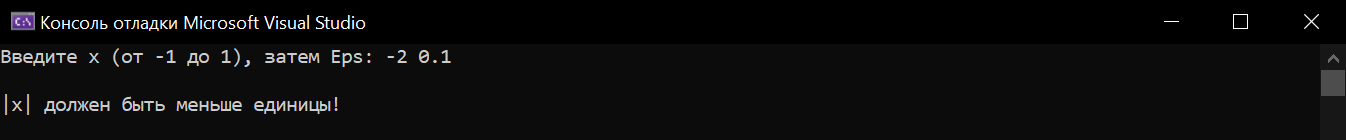 Консоль отладки Microsoft Visual Studio
Введите x (от -1 до 1), затем Eps: -2 0.1
|x| должен быть меньше единицы!